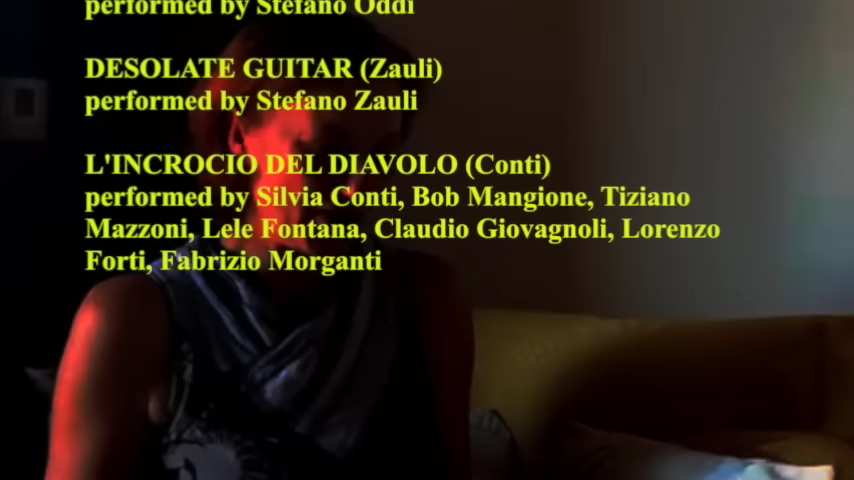 performed by Stefano Oddi
DESOLATE GUITAR (Zauli)
performed by Stefano Zauli
L'INCROCIO DEL DIAVOLO (Conti)
performed by Silvia Conti, Bob Mangione, Tiziano
Mazzoni, Lele Fontana, Claudio Giovagnoli, Lorenzo
Forti, Fabrizio Morganti